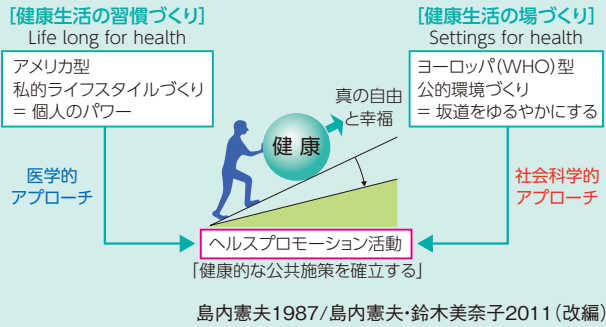 [健康生活の習慣づくり]
Life long for health
アメリカ型
私的ライフスタイルづくり
= 個人のパワー
医学的
アプローチ
[健康生活の場づくり]
Settings for health
ヨーロッパ(WHO)型
公的環境づくり
= 坂道をゆるやかにする
社会科学的
アプローチ
真の自由
と幸福
健康
ヘルスプロモーション活動
「健康的な公共施策を確立する」
島内憲夫1987/島内憲夫・鈴木美奈子2011(改編)